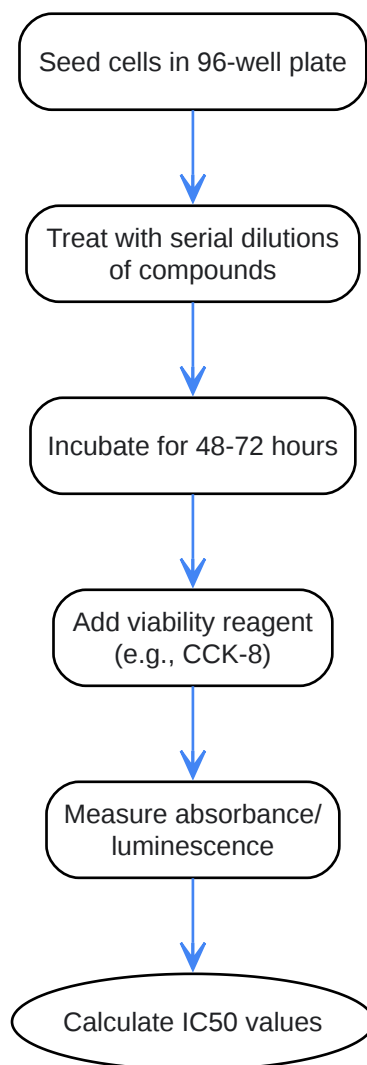 Seed cells in 96-well plate
Treat with serial dilutions
of compounds
Incubate for 48-72 hours
Add viability reagent
(e.g., CCK-8)
Measure absorbance/
luminescence
Calculate IC50 values